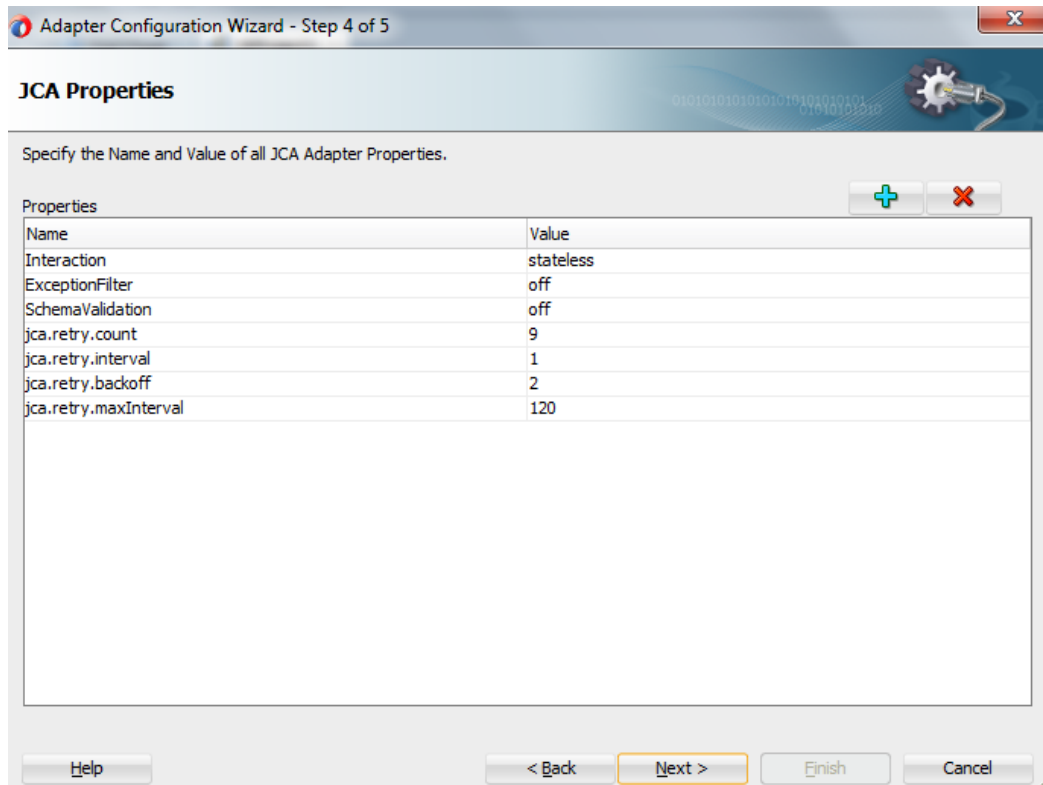 Adapter Configuration Wizard - Step 4 of 5
JCA Properties
Specify the Name and Value of all JCA Adapter Properties.
Properties
Name Value
Interaction stateless
ExceptionFilter off
SchemaValidation off
jca.retry.count 9
jca.retry.interval 1
jca.retry.backoff 2
jca.retry.maxInterval 120
Help < Back Next > Finish Cancel